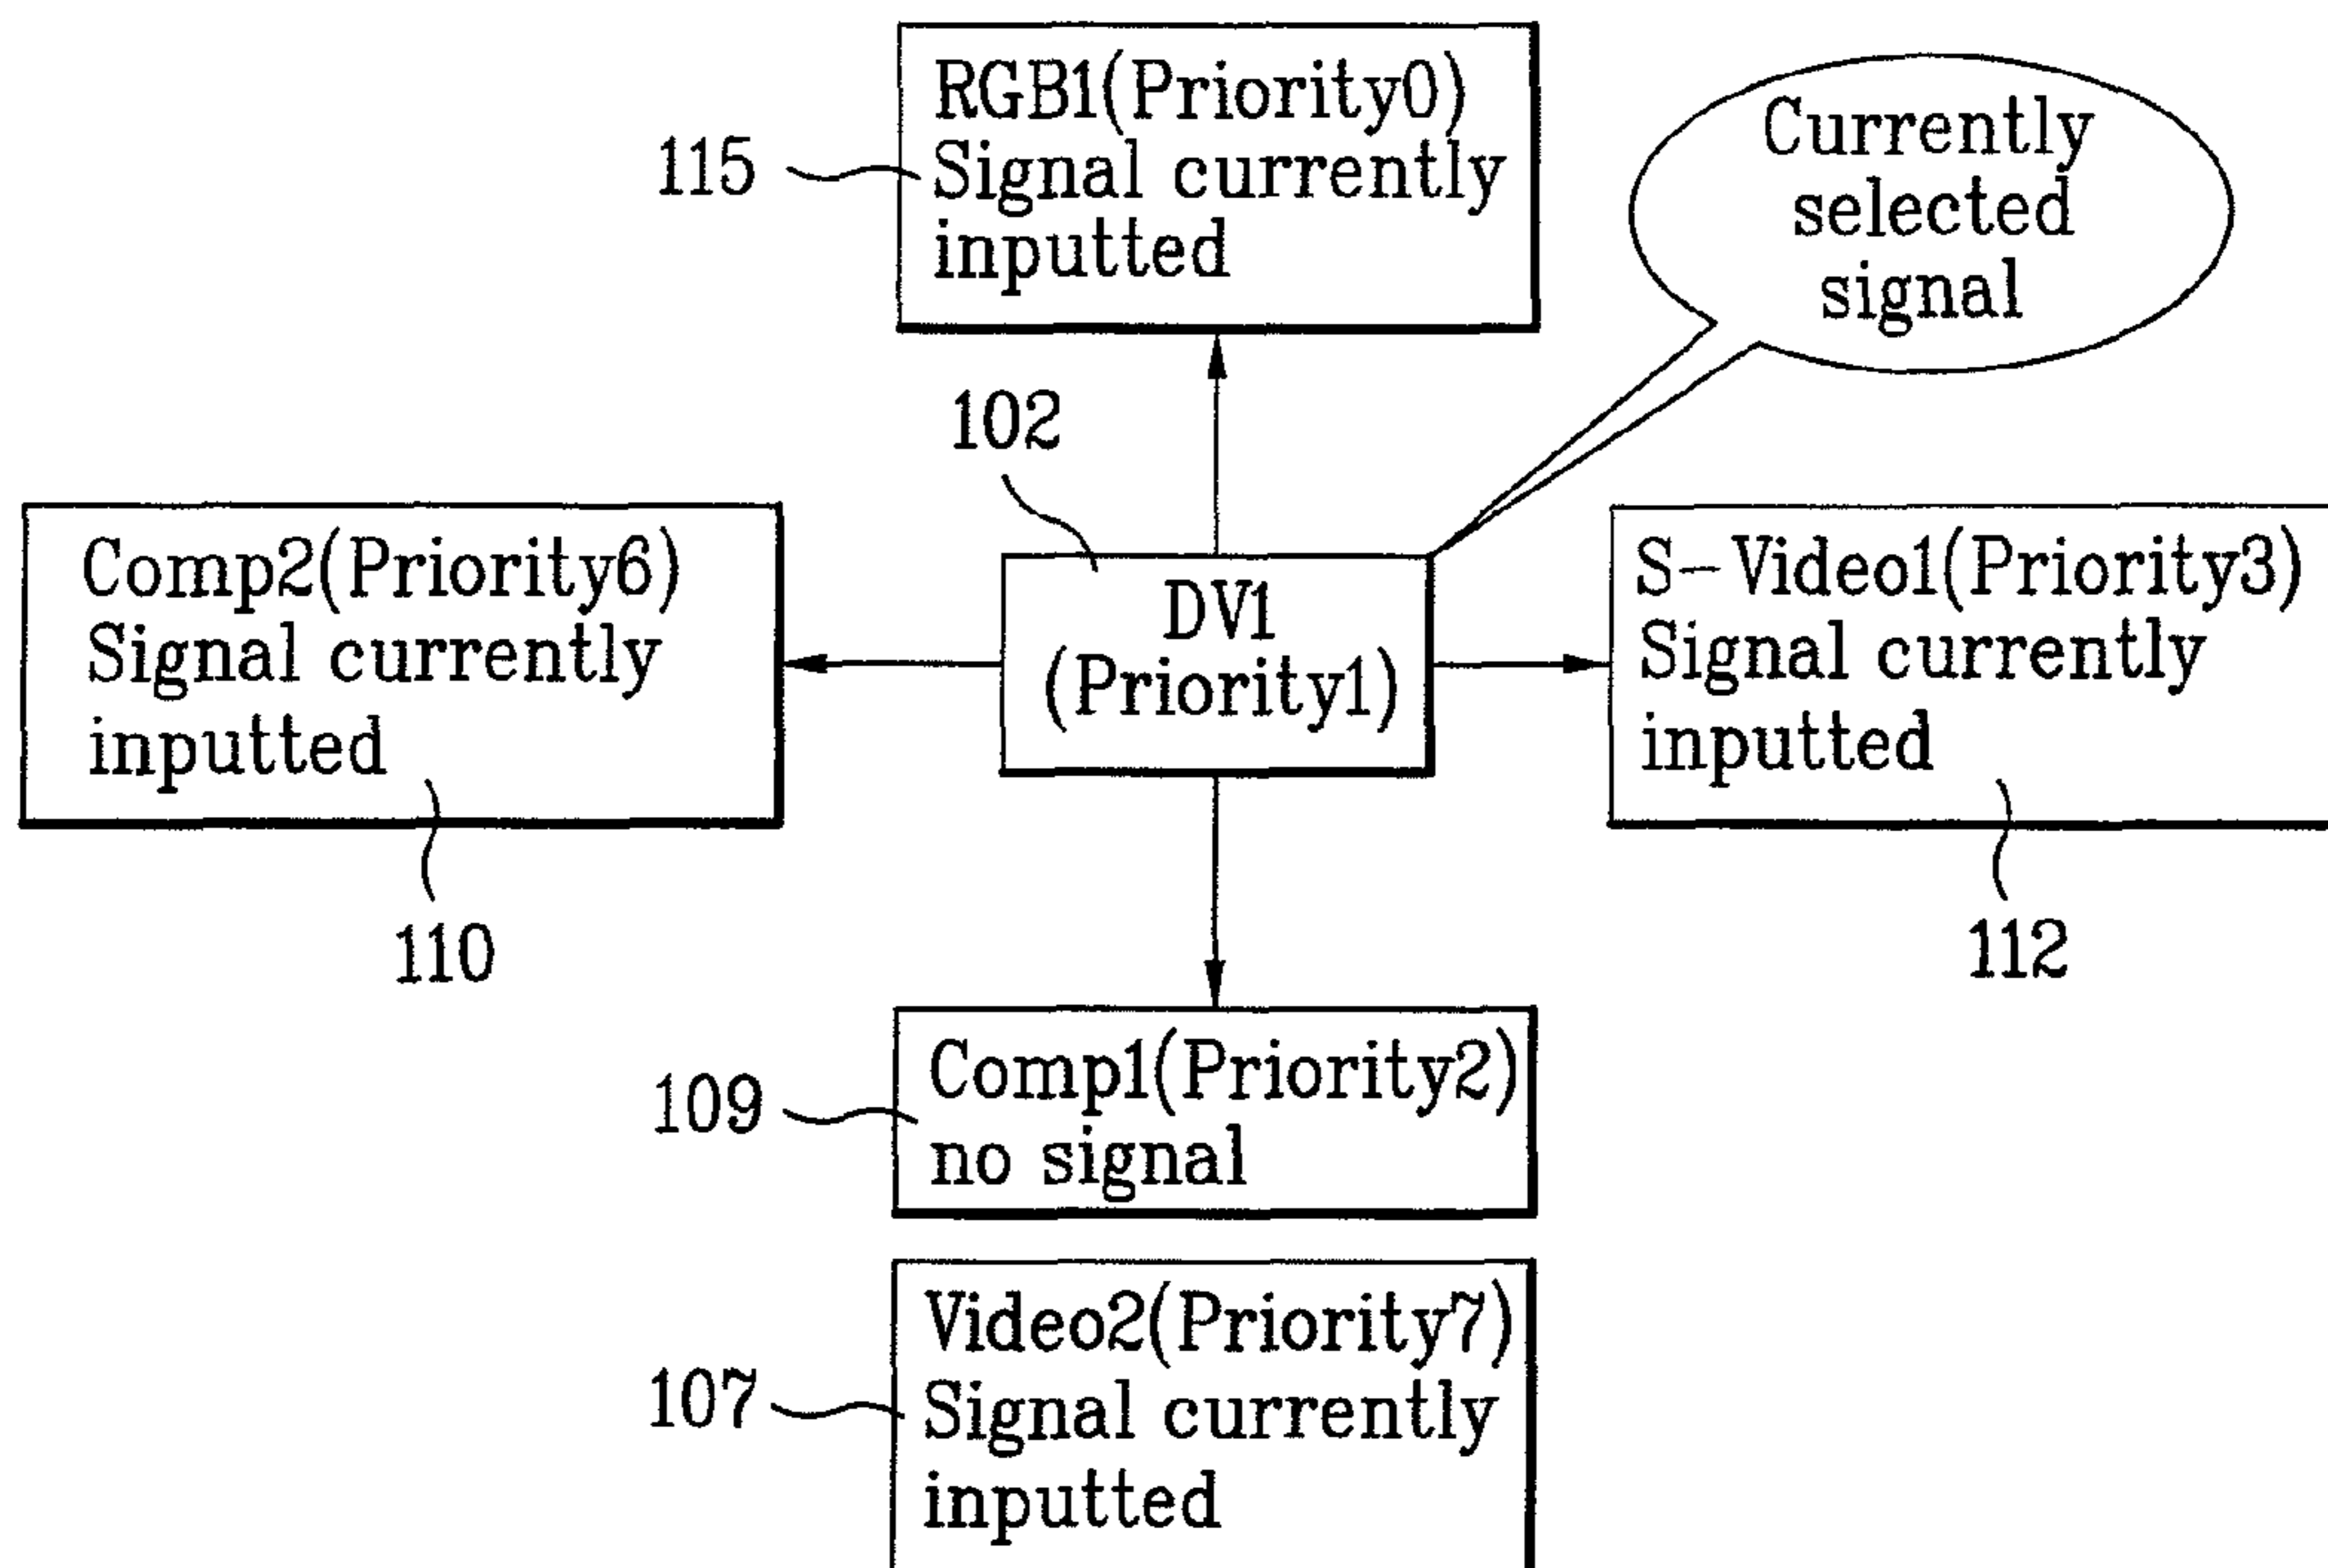 RGB1(Priority0)
Signal currently
inputted
115
Currently
selected
signal
102
Comp2(Priority6)
Signal currently
inputted
110
DV1
(Priority1)
S-Video1(Priority3)
Signal currently
inputted
112
Comp1(Priority2)
no signal
109
Video2(Priority7)
Signal currently
inputted
107